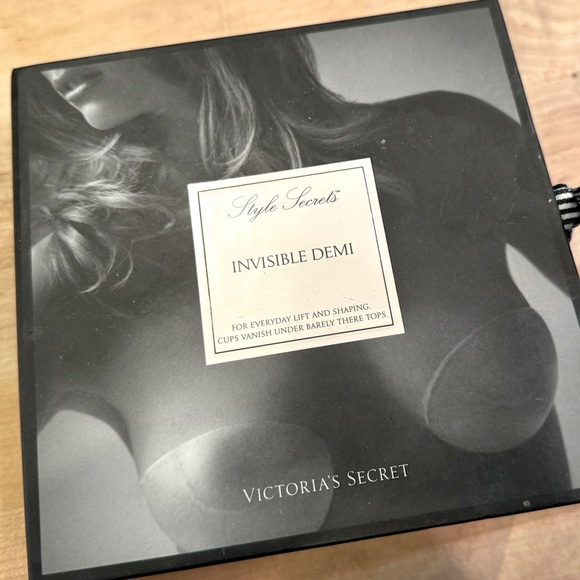 Style Secrets™
INVISIBLE DEMI
FOR EVERYDAY LIFT AND SHAPING.
CUPS VANISH UNDER BARELY THERE TOPS.
VICTORIA'S SECRET